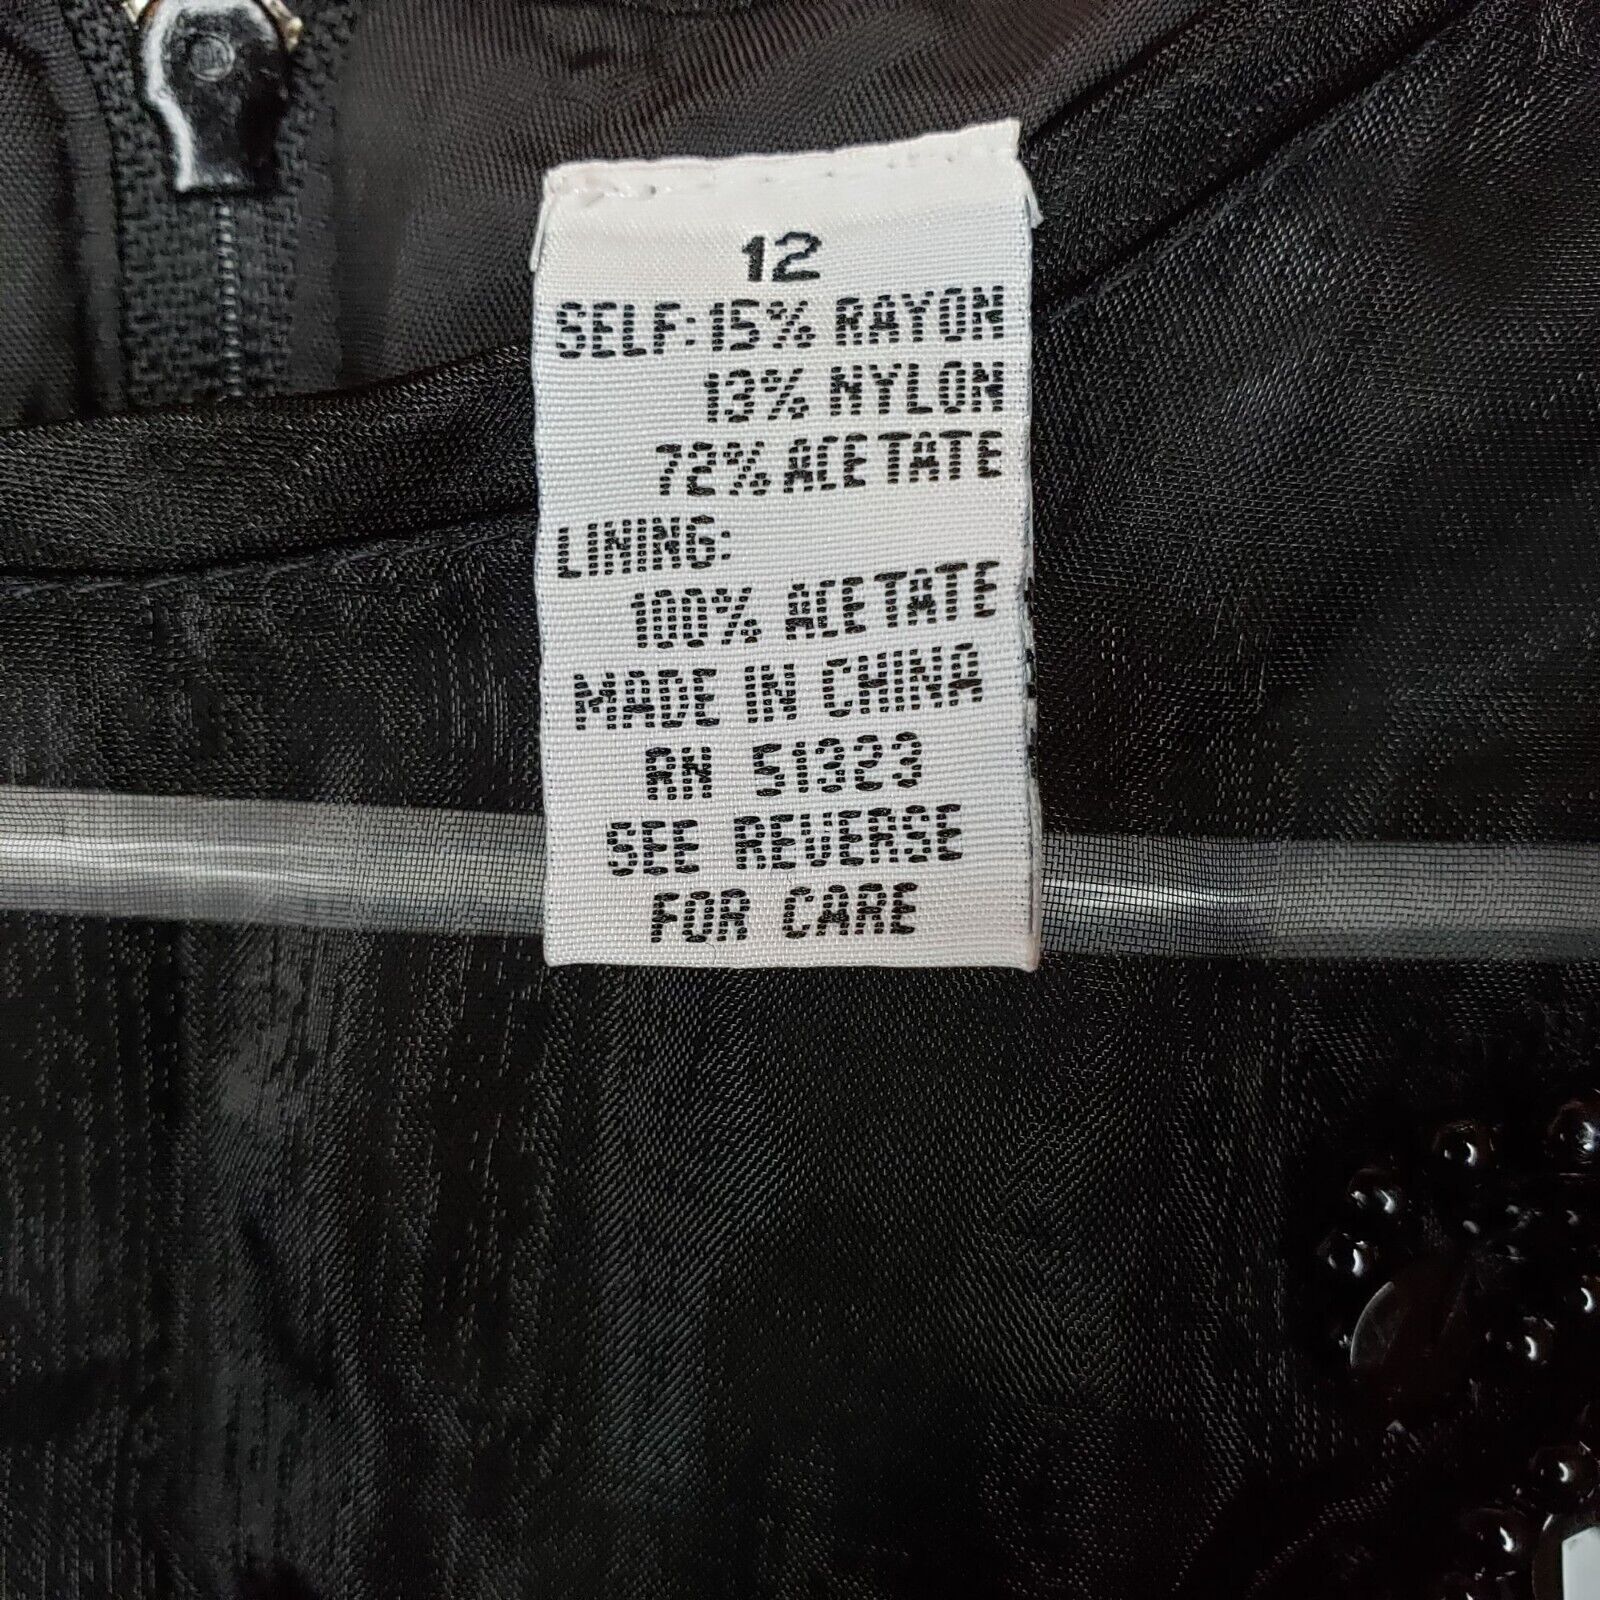 12
SELF:15% RAYON
13% NYLON
72% ACETATE
LINING:
100% ACETATE
MADE IN CHINA
RN 51323
SEE REVERSE
FOR CARE